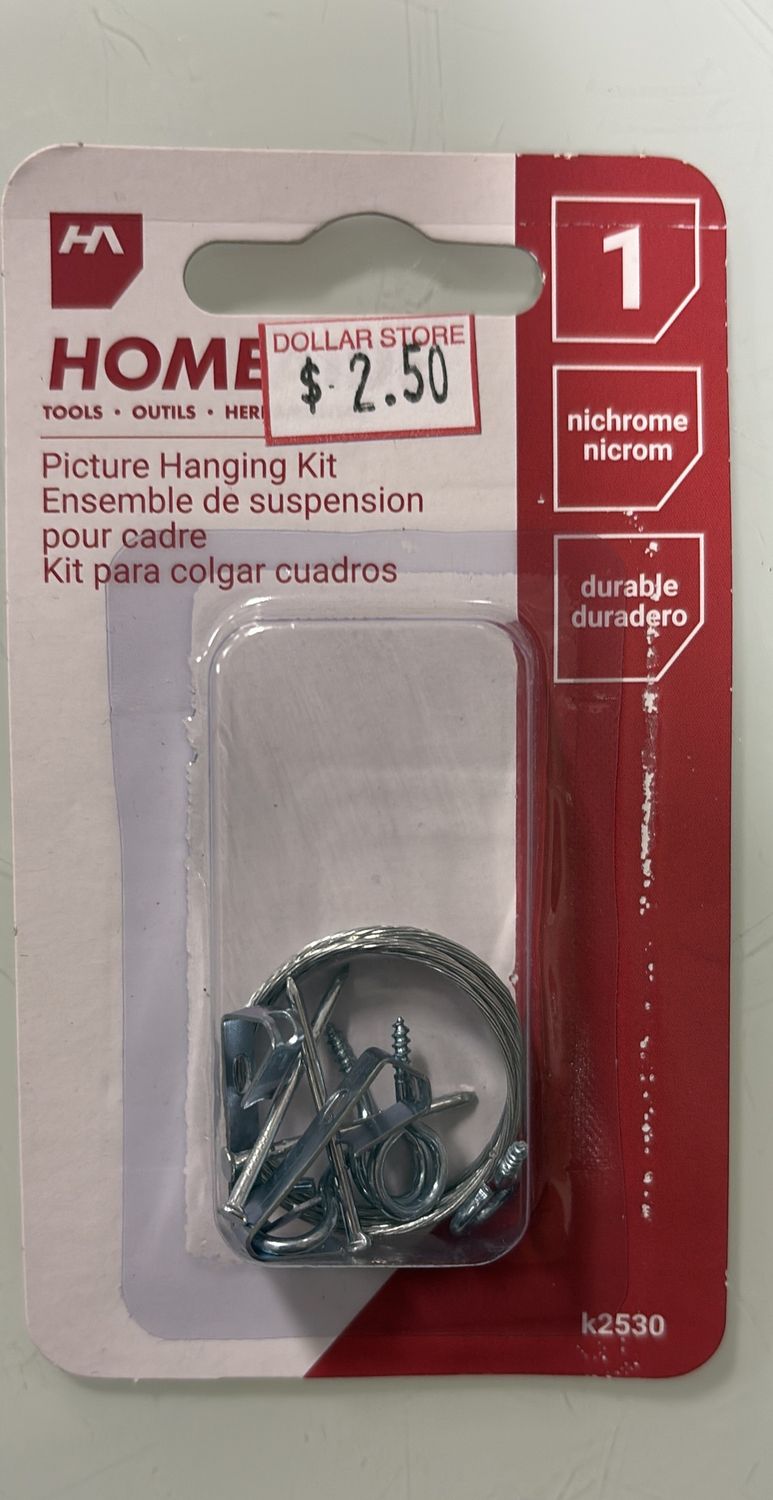 HA
1
HOME
DOLLAR STORE
$ 2.50
TOOLS · OUTILS ·
Picture Hanging Kit
Ensemble de suspension
pour cadre
Kit para colgar cuadros
nichrome
nicrom
durable
duradero
k2530